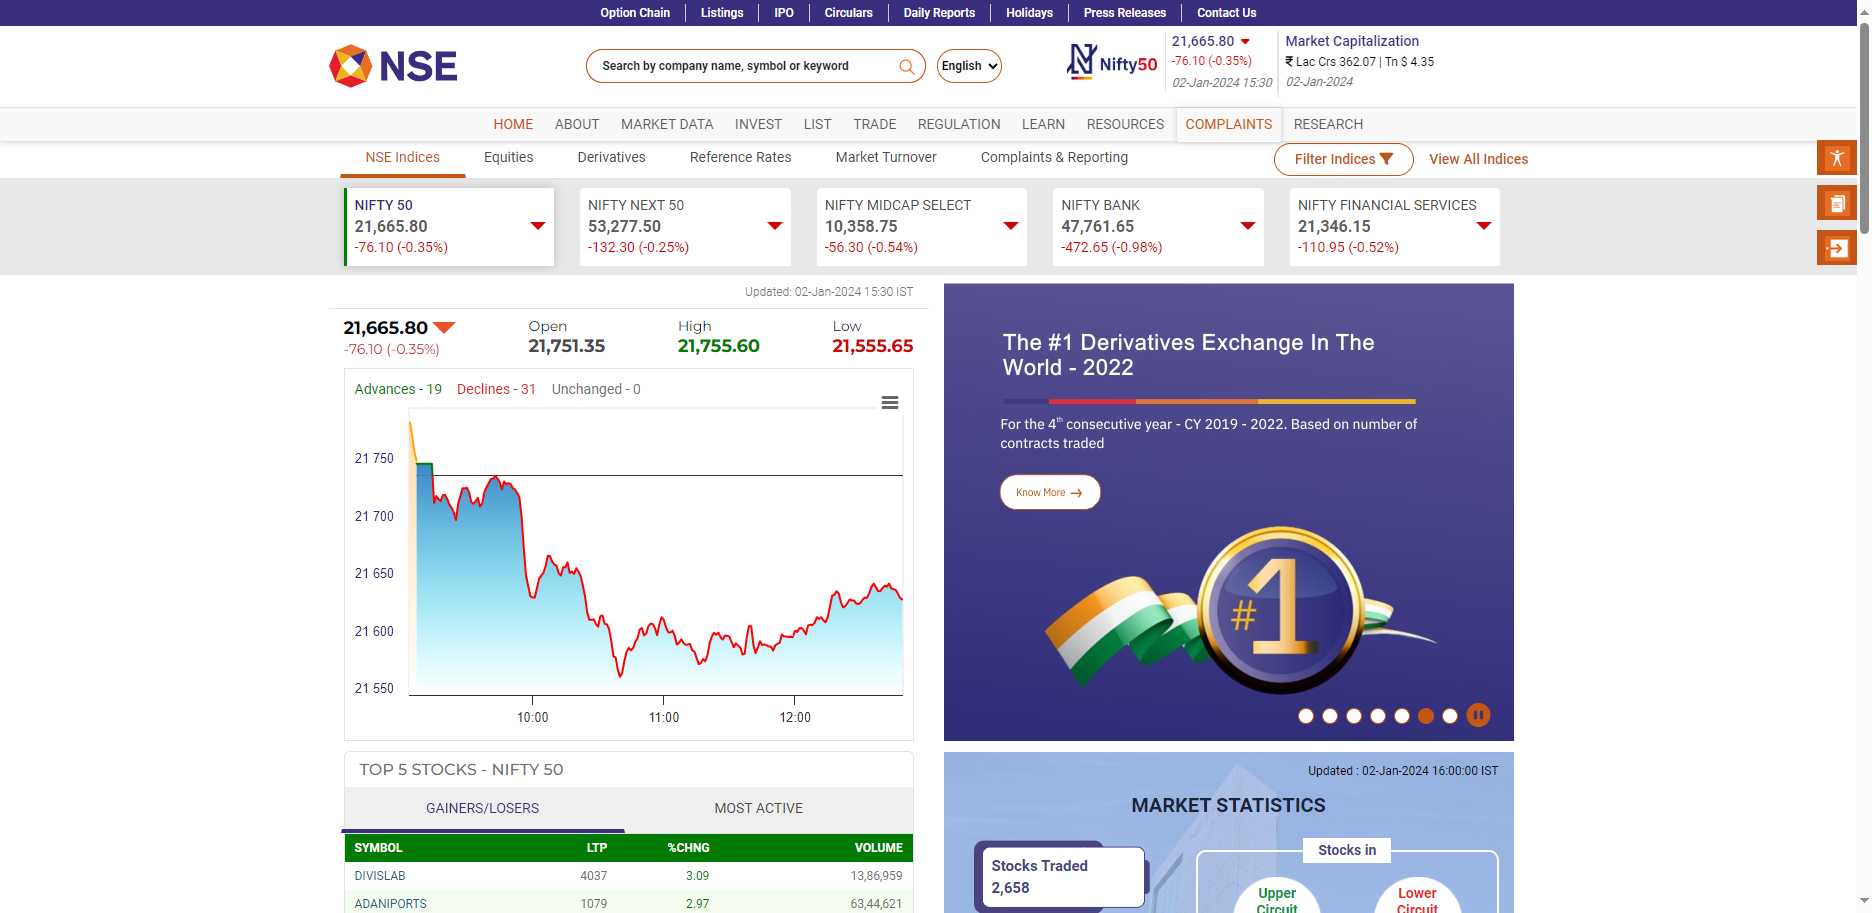 Option Chain
Listings
IPO
Circulars
Daily Reports
Holidays
Press Releases
Contact Us
NSE
Search by company name, symbol or keyword
English
Nifty50
21,665.80
-76.10 (-0.35%)
02-Jan-2024 15:30
Market Capitalization
₹ Lac Crs 362.07 | Tn $ 4.35
02-Jan-2024
HOME
ABOUT
MARKET DATA
INVEST
LIST
TRADE
REGULATION
LEARN
RESOURCES
COMPLAINTS
RESEARCH
NSE Indices
Equities
Derivatives
Reference Rates
Market Turnover
Complaints & Reporting
Filter Indices
View All Indices
NIFTY 50
21,665.80
-76.10 (-0.35%)
NIFTY NEXT 50
53,277.50
-132.30 (-0.25%)
NIFTY MIDCAP SELECT
10,358.75
-56.30 (-0.54%)
NIFTY BANK
47,761.65
-472.65 (-0.98%)
NIFTY FINANCIAL SERVICES
21,346.15
-110.95 (-0.52%)
Updated: 02-Jan-2024 15:30 IST
21,665.80
-76.10 (-0.35%)
Open
21,751.35
High
21,755.60
Low
21,555.65
Advances - 19
Declines - 31
Unchanged - 0
21 750
21 700
21 650
21 600
21 550
10:00
11:00
12:00
The #1 Derivatives Exchange In The
World - 2022
For the 4th consecutive year - CY 2019 - 2022. Based on number of
contracts traded
Know More →
#1
TOP 5 STOCKS - NIFTY 50
GAINERS/LOSERS
MOST ACTIVE
SYMBOL LTP %CHNG VOLUME
DIVISLAB 4037 3.09 13,86,959
ADANIPORTS 1079 2.97 63,44,621
Updated : 02-Jan-2024 16:00:00 IST
MARKET STATISTICS
Stocks Traded
2,658
Stocks in
Upper
Circuit
Lower
Circuit